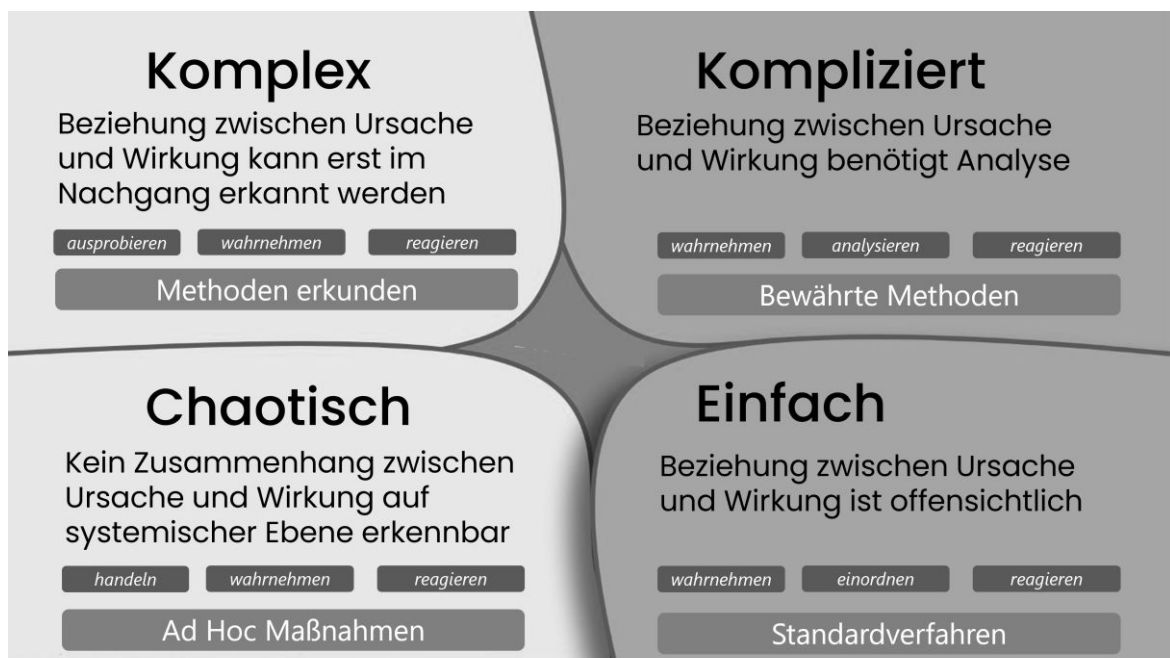 Komplex
Beziehung zwischen Ursache
und Wirkung kann erst im
Nachgang erkannt werden
ausprobieren wahrnehmen reagieren
Methoden erkunden
Kompliziert
Beziehung zwischen Ursache
und Wirkung benötigt Analyse
wahrnehmen analysieren reagieren
Bewährte Methoden
Chaotisch
Kein Zusammenhang zwischen
Ursache und Wirkung auf
systemischer Ebene erkennbar
handeln wahrnehmen reagieren
Ad Hoc Maßnahmen
Einfach
Beziehung zwischen Ursache
und Wirkung ist offensichtlich
wahrnehmen einordnen reagieren
Standardverfahren